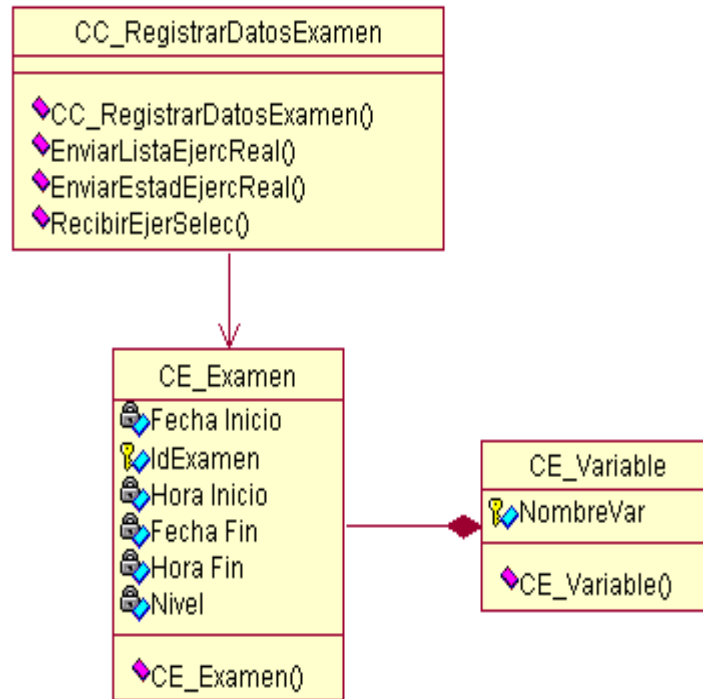 CC_RegistrarDatosExamen
CC_RegistrarDatosExamen()
EnviarListaEjercReal()
EnviarEstadEjercReal()
RecibirEjerSelec()
CE_Examen
Fecha Inicio
IdExamen
Hora Inicio
Fecha Fin
Hora Fin
Nivel
CE_Examen()
CE_Variable
NombreVar
CE_Variable()